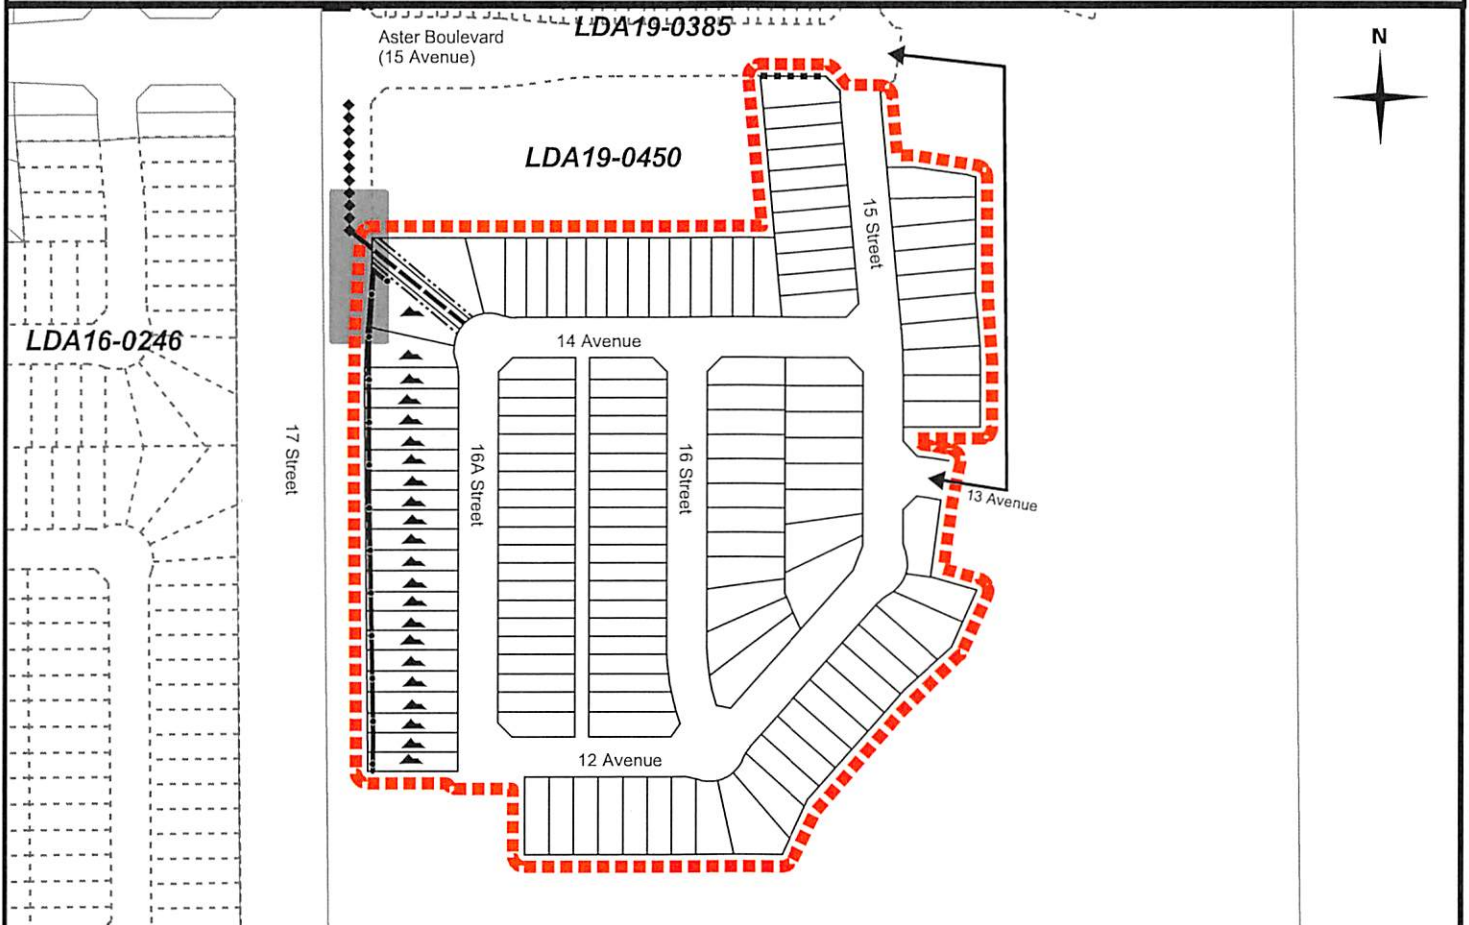 LDA19-0385
Aster Boulevard
(15 Avenue)
N
LDA19-0450
15 Street
LDA16-0246
14 Avenue
17 Street
16A Street
16 Street
13 Avenue
12 Avenue